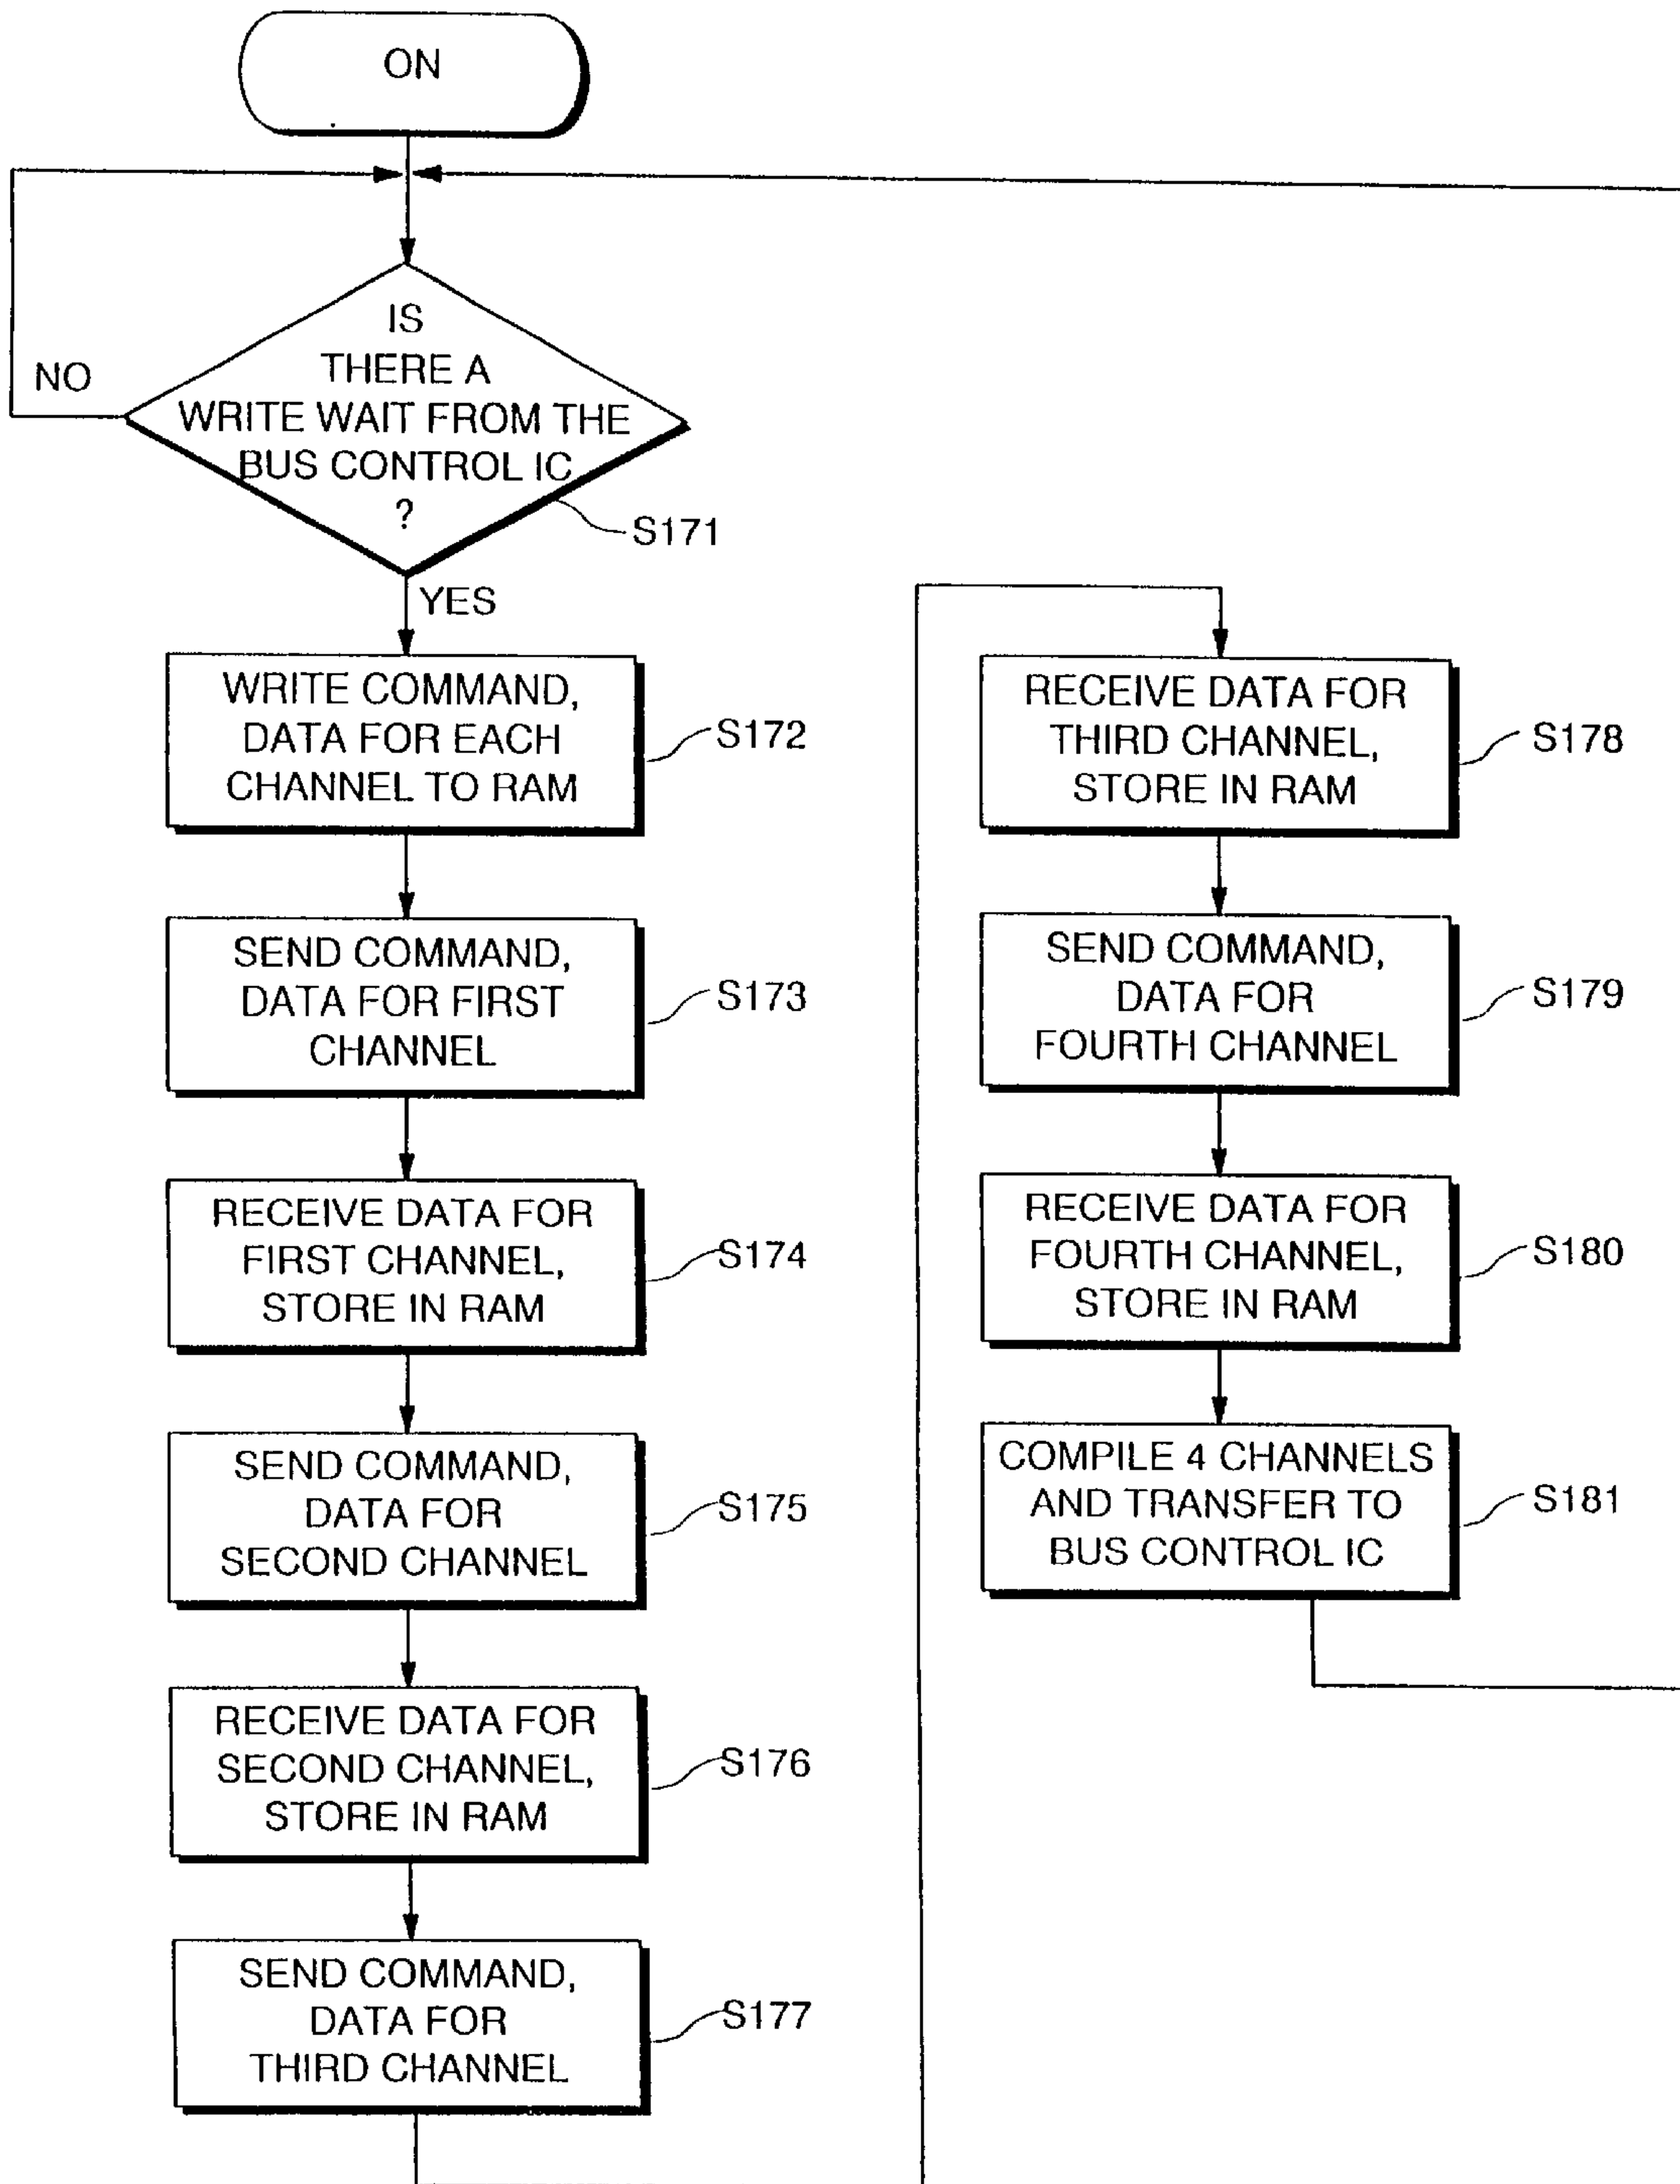 ON
NO
IS
THERE A
WRITE WAIT FROM THE
BUS CONTROL IC
?
S171
YES
WRITE COMMAND,
DATA FOR EACH
CHANNEL TO RAM
S172
SEND COMMAND,
DATA FOR FIRST
CHANNEL
S173
RECEIVE DATA FOR
FIRST CHANNEL,
STORE IN RAM
S174
SEND COMMAND,
DATA FOR
SECOND CHANNEL
S175
RECEIVE DATA FOR
SECOND CHANNEL,
STORE IN RAM
S176
SEND COMMAND,
DATA FOR
THIRD CHANNEL
S177
RECEIVE DATA FOR
THIRD CHANNEL,
STORE IN RAM
S178
SEND COMMAND,
DATA FOR
FOURTH CHANNEL
S179
RECEIVE DATA FOR
FOURTH CHANNEL,
STORE IN RAM
S180
COMPILE 4 CHANNELS
AND TRANSFER TO
BUS CONTROL IC
S181